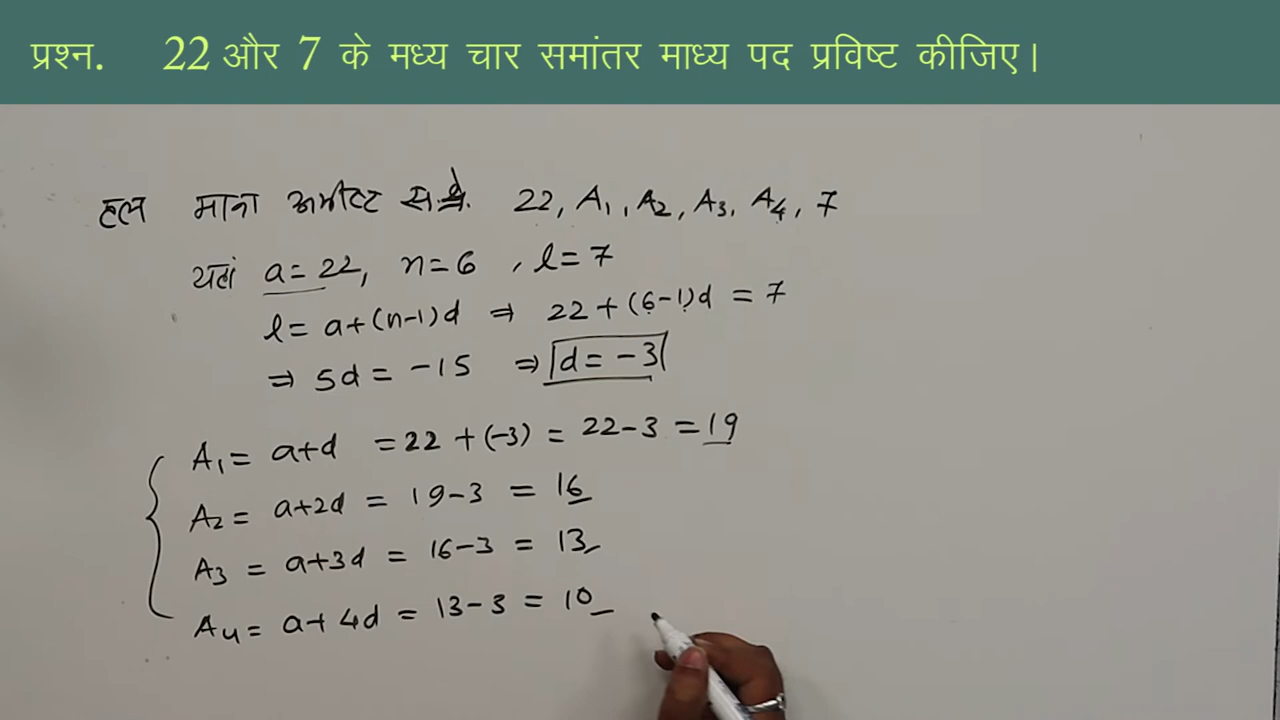 प्रश्न. 22 और 7 के मध्य चार समांतर माध्य पद प्रविष्ट कीजिए।
हल माना अभीष्ट स.श्रे. 22, A₁, A₂, A₃, A₄, 7
यहां a = 22, n = 6, l = 7
l = a+(n-1)d ⇒ 22+(6-1)d = 7
⇒ 5d = -15 ⇒ d = -3
A₁ = a+d = 22+(-3) = 22-3 = 19
A₂ = a+2d = 19-3 = 16
A₃ = a+3d = 16-3 = 13
A₄ = a+4d = 13-3 = 10